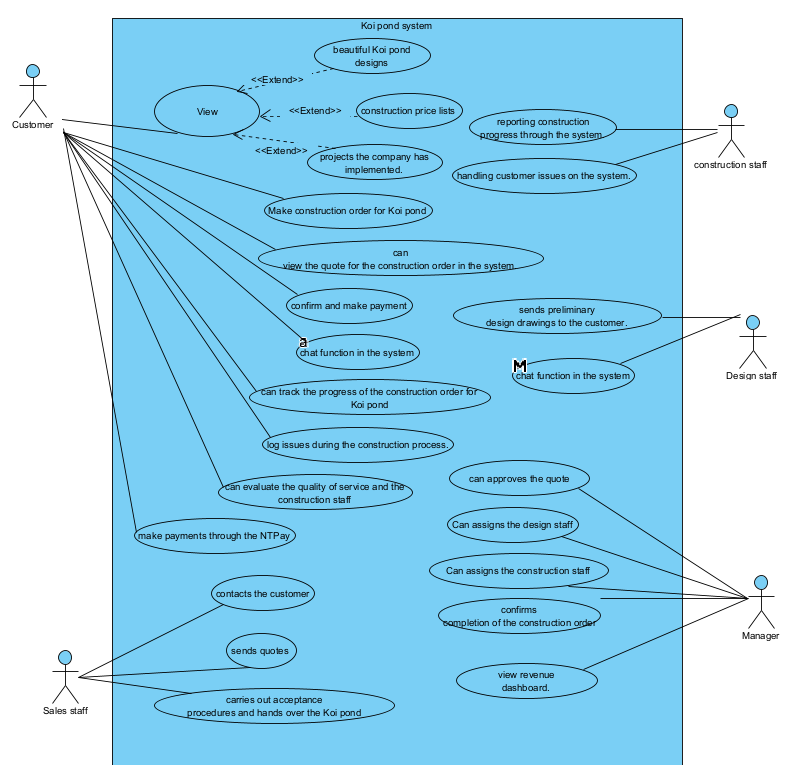 Koi pond system
beautiful Koi pond
designs
<<Extend>>
View
<<Extend>>
construction price lists
<<Extend>>
projects the company has
implemented.
Customer
reporting construction
progress through the system
construction staff
handling customer issues on the system.
Make construction order for Koi pond
can
view the quote for the construction order in the system
confirm and make payment
sends preliminary
design drawings to the customer.
a
chat function in the system
M
chat function in the system
Design staff
can track the progress of the construction order for
Koi pond
log issues during the construction process.
can evaluate the quality of service and the
construction staff
can approves the quote
make payments through the NTPay
Can assigns the design staff
Can assigns the construction staff
contacts the customer
confirms
completion of the construction order
Manager
sends quotes
view revenue
dashboard.
Sales staff
carries out acceptance
procedures and hands over the Koi pond